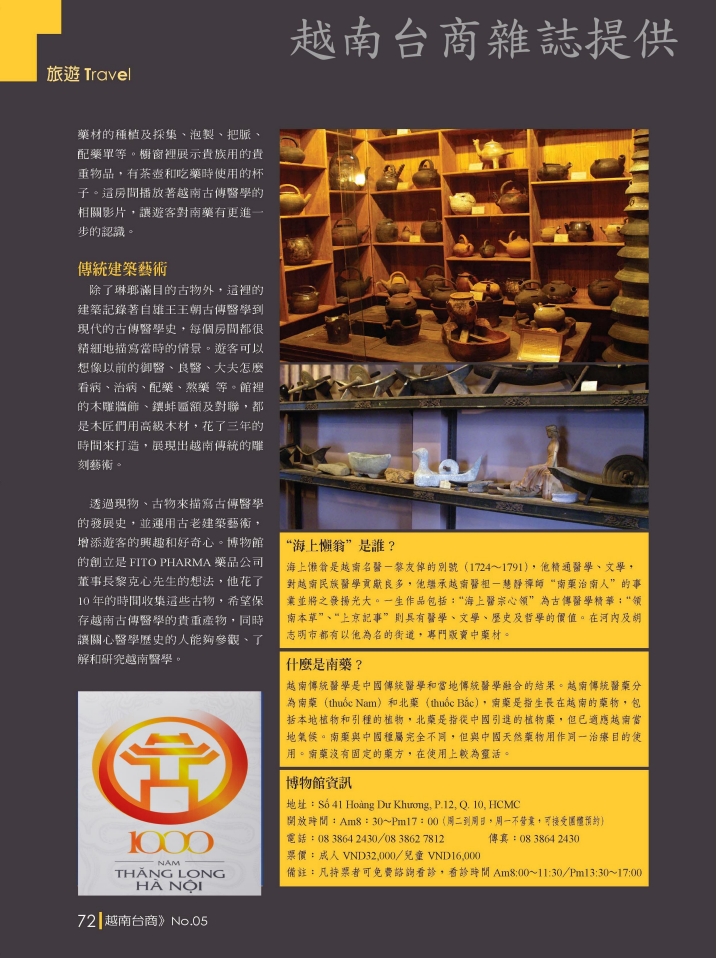 越南台商雜誌提供
旅遊 Travel
藥材的種植及採集、泡製、把脈、
配藥單等。櫥窗裡展示貴族用的貴
重物品，有茶壺和吃藥時使用的杯
子。這房間播放著越南古傳醫學的
相關影片，讓遊客對南藥有更進一
步的認識。
傳統建築藝術
除了琳瑯滿目的古物外，這裡的
建築記錄著自雄王王朝古傳醫學到
現代的古傳醫學史，每個房間都很
精細地描寫當時的情景。遊客可以
想像以前的御醫、良醫、大夫怎麼
看病、治病、配藥、熬藥 等。館裡
的木雕牆飾、鑲蚌匾額及對聯，都
是木匠們用高級木材，花了三年的
時間來打造，展現出越南傳統的雕
刻藝術。
透過現物、古物來描寫古傳醫學
的發展史，並運用古老建築藝術，
增添遊客的興趣和好奇心。博物館
的創立是 FITO PHARMA 藥品公司
董事長黎克心先生的想法，他花了
10 年的時間收集這些古物，希望保
存越南古傳醫學的貴重產物，同時
讓關心醫學歷史的人能夠參觀、了
解和研究越南醫學。
1000
NĂM
THĂNG LONG
HÀ NỘI
“海上懶翁”是誰？
海上懶翁是越南名醫－黎友倬的別號（1724～1791），他精通醫學、文學，
對越南民族醫學貢獻良多，他繼承越南醫祖－慧靜禪師“南藥治南人”的事
業並將之發揚光大。一生作品包括：“海上醫宗心領”為古傳醫學精華；“領
南本草”、“上京記事”則具有醫學、文學、歷史及哲學的價值。在河內及胡
志明市都有以他為名的街道，專門販賣中藥材。
什麼是南藥？
越南傳統醫學是中國傳統醫學和當地傳統醫學融合的結果。越南傳統醫藥分
為南藥（thuốc Nam）和北藥（thuốc Bắc），南藥是指生長在越南的藥物，包
括本地植物和引種的植物，北藥是指從中國引進的植物藥，但已適應越南當
地氣候。南藥與中國種屬完全不同，但與中國天然藥物用作同一治療目的使
用。南藥沒有固定的藥方，在使用上較為靈活。
博物館資訊
地址：Số 41 Hoàng Dư Khương, P.12, Q. 10, HCMC
開放時間：Am8：30～Pm17：00（周二到周日，周一不營業，可接受團體預約）
電話：08 3864 2430/08 3862 7812 傳真：08 3864 2430
票價：成人 VND32,000/兒童 VND16,000
備註：凡持票者可免費諮詢看診，看診時間 Am8:00～11:30/Pm13:30～17:00
72 越南台商》No.05